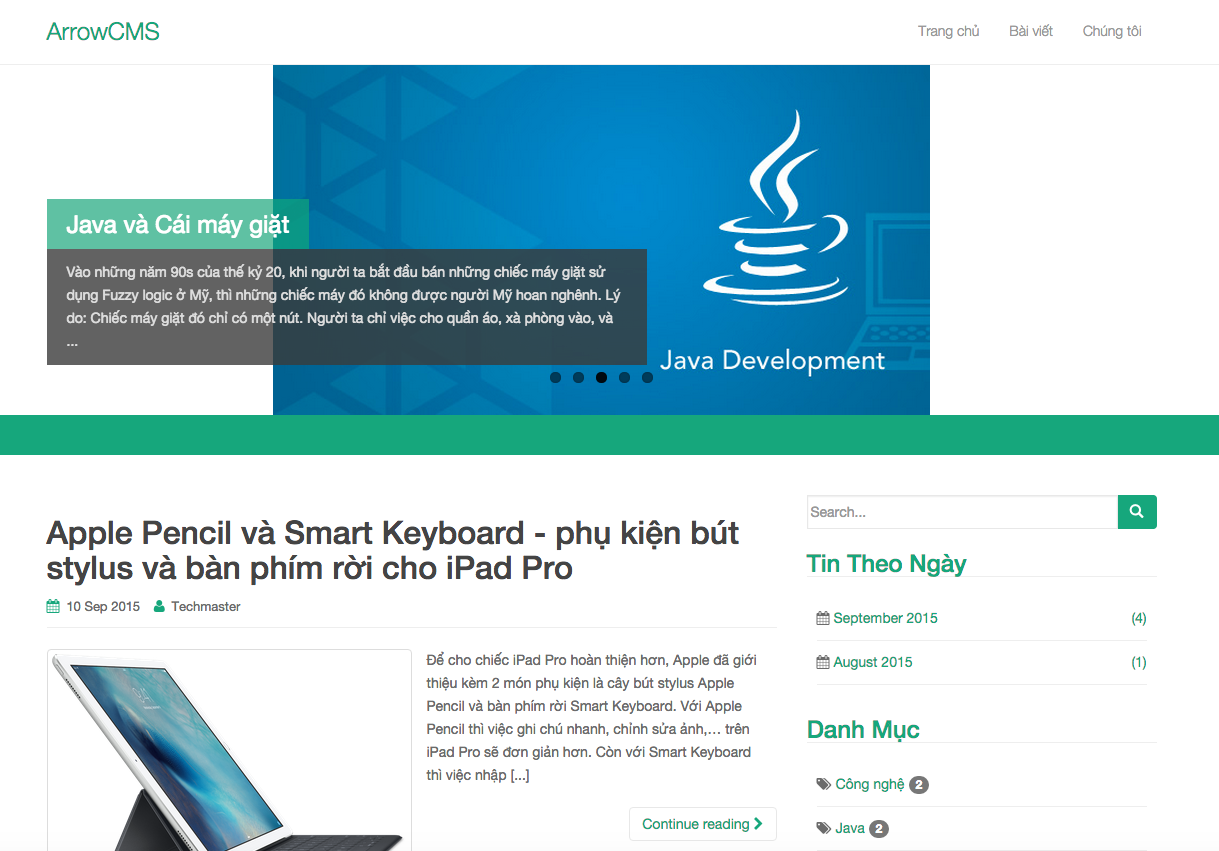 ArrowCMS
Trang chủ
Bài viết
Chúng tôi
Java và Cái máy giặt
Vào những năm 90s của thế kỷ 20, khi người ta bắt đầu bán những chiếc máy giặt sử
dụng Fuzzy logic ở Mỹ, thì những chiếc máy đó không được người Mỹ hoan nghênh. Lý
do: Chiếc máy giặt đó chỉ có một nút. Người ta chỉ việc cho quần áo, xà phòng vào, và
...
Java Development
Apple Pencil và Smart Keyboard - phụ kiện bút
stylus và bàn phím rời cho iPad Pro
10 Sep 2015
Techmaster
Để cho chiếc iPad Pro hoàn thiện hơn, Apple đã giới
thiệu kèm 2 món phụ kiện là cây bút stylus Apple
Pencil và bàn phím rời Smart Keyboard. Với Apple
Pencil thì việc ghi chú nhanh, chỉnh sửa ảnh,… trên
iPad Pro sẽ đơn giản hơn. Còn với Smart Keyboard
thì việc nhập [...]
Continue reading
Search...
Tin Theo Ngày
September 2015 (4)
August 2015 (1)
Danh Mục
Công nghệ 2
Java 2